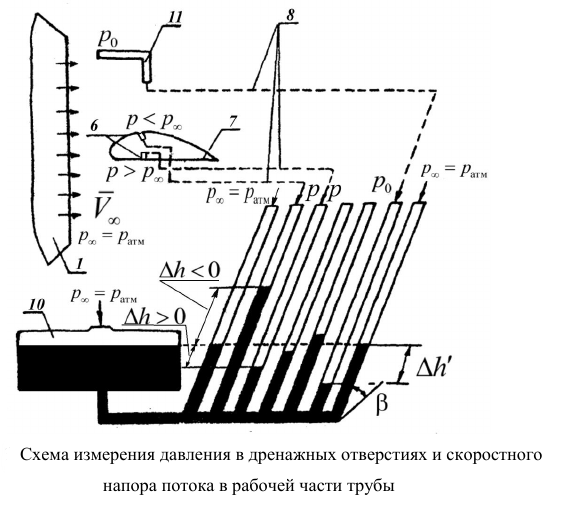 11
8
p₀
p < p∞
6
7
p > p∞
p∞ = pатм
p
p
p₀
p∞ = pатм
V̅∞
p∞ = pатм
1
Δh<0
p∞ = pатм
10
Δh>0
Δh′
β
Схема измерения давления в дренажных отверстиях и скоростного
напора потока в рабочей части трубы